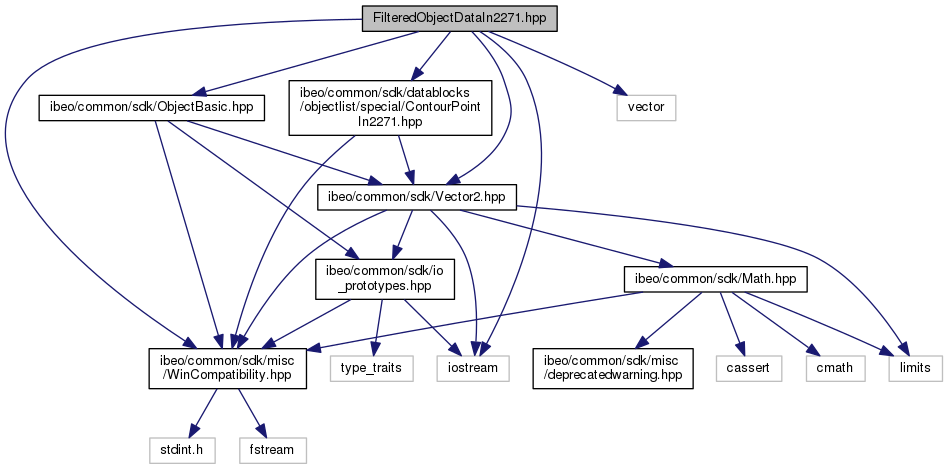 FilteredObjectDataIn2271.hpp
ibeo/common/sdk/ObjectBasic.hpp
ibeo/common/sdk/datablocks
/objectlist/special/ContourPoint
In2271.hpp
vector
ibeo/common/sdk/Vector2.hpp
ibeo/common/sdk/io
_prototypes.hpp
ibeo/common/sdk/Math.hpp
ibeo/common/sdk/misc
/WinCompatibility.hpp
type_traits
iostream
ibeo/common/sdk/misc
/deprecatedwarning.hpp
cassert
cmath
limits
stdint.h
fstream